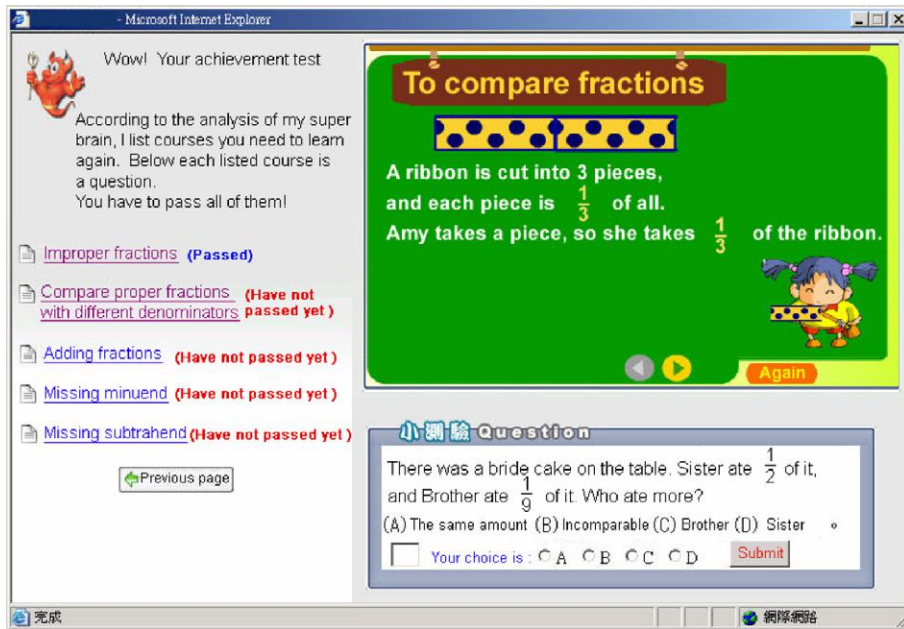 - Microsoft Internet Explorer
Wow! Your achievement test
According to the analysis of my super
brain, I list courses you need to learn
again. Below each listed course is
a question.
You have to pass all of them!
Improper fractions (Passed)
Compare proper fractions (Have not
with different denominators passed yet )
Adding fractions (Have not passed yet )
Missing minuend (Have not passed yet )
Missing subtrahend (Have not passed yet )
Previous page
To compare fractions
A ribbon is cut into 3 pieces,
and each piece is 1/3 of all.
Amy takes a piece, so she takes 1/3 of the ribbon.
Again
小測驗 Question
There was a bride cake on the table. Sister ate 1/2 of it,
and Brother ate 1/9 of it. Who ate more?
(A) The same amount (B) Incomparable (C) Brother (D) Sister 。
Your choice is : A B C D Submit
完成 網際網路